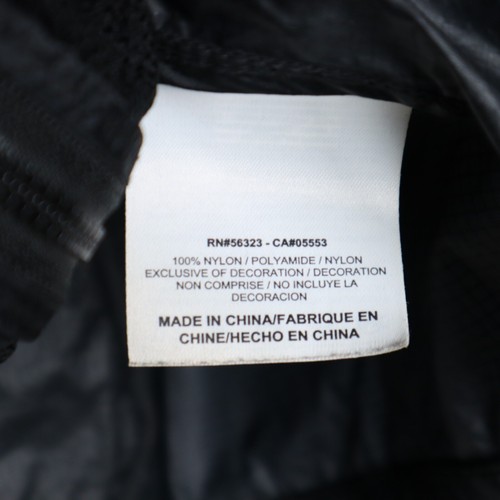 RN#56323 - CA#05553
100% NYLON / POLYAMIDE / NYLON
EXCLUSIVE OF DECORATION / DECORATION
NON COMPRISE / NO INCLUYE LA
DECORACION
MADE IN CHINA/FABRIQUE EN
CHINE/HECHO EN CHINA